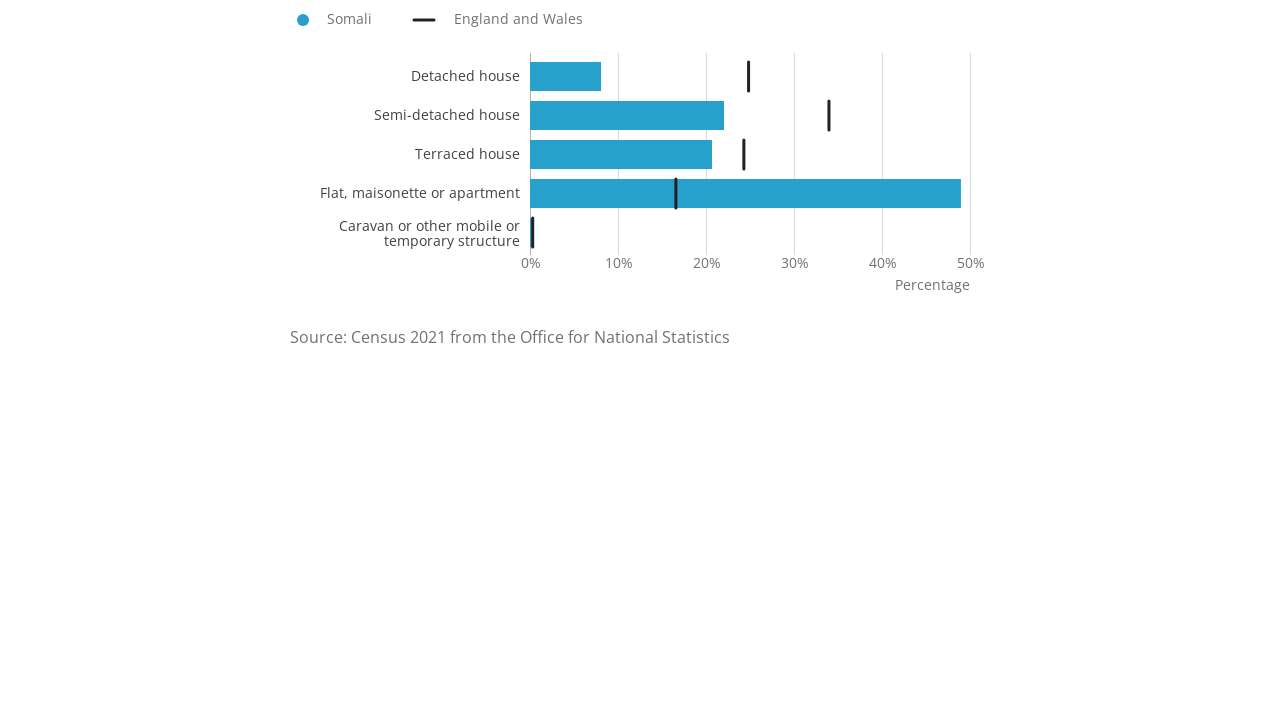 Somali England and Wales
Detached house
Semi-detached house
Terraced house
Flat, maisonette or apartment
Caravan or other mobile or
temporary structure
0% 10% 20% 30% 40% 50%
Percentage
Source: Census 2021 from the Office for National Statistics